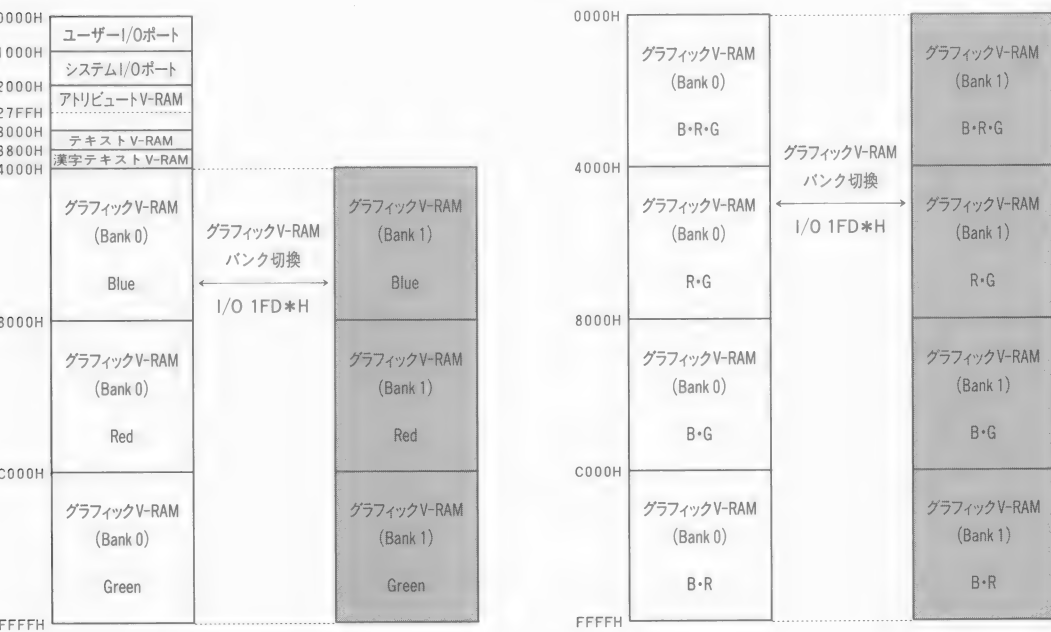 0000H
ユーザーI/Oポート
1000H
システムI/Oポート
2000H
アトリビュートV-RAM
27FFH
3000H
テキストV-RAM
3800H
漢字テキストV-RAM
4000H
グラフィックV-RAM
(Bank 0)
Blue
8000H
グラフィックV-RAM
(Bank 0)
Red
C000H
グラフィックV-RAM
(Bank 0)
Green
FFFFH
グラフィックV-RAM
バンク切換
I/O 1FD*H
グラフィックV-RAM
(Bank 1)
Blue
グラフィックV-RAM
(Bank 1)
Red
グラフィックV-RAM
(Bank 1)
Green
0000H
グラフィックV-RAM
(Bank 0)
B・R・G
4000H
グラフィックV-RAM
(Bank 0)
R・G
8000H
グラフィックV-RAM
(Bank 0)
B・G
C000H
グラフィックV-RAM
(Bank 0)
B・R
FFFFH
グラフィックV-RAM
バンク切換
I/O 1FD*H
グラフィックV-RAM
(Bank 1)
B・R・G
グラフィックV-RAM
(Bank 1)
R・G
グラフィックV-RAM
(Bank 1)
B・G
グラフィックV-RAM
(Bank 1)
B・R